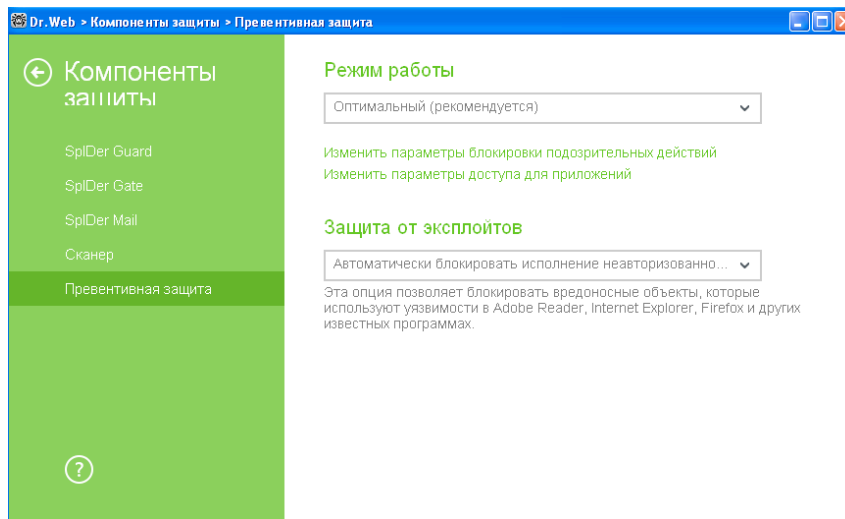 Dr.Web > Компоненты защиты > Превентивная защита
Компоненты
защиты
SpIDer Guard
SpIDer Gate
SpIDer Mail
Сканер
Превентивная защита
?
Режим работы
Оптимальный (рекомендуется)
Изменить параметры блокировки подозрительных действий
Изменить параметры доступа для приложений
Защита от эксплойтов
Автоматически блокировать исполнение неавторизованно...
Эта опция позволяет блокировать вредоносные объекты, которые
используют уязвимости в Adobe Reader, Internet Explorer, Firefox и других
известных программах.